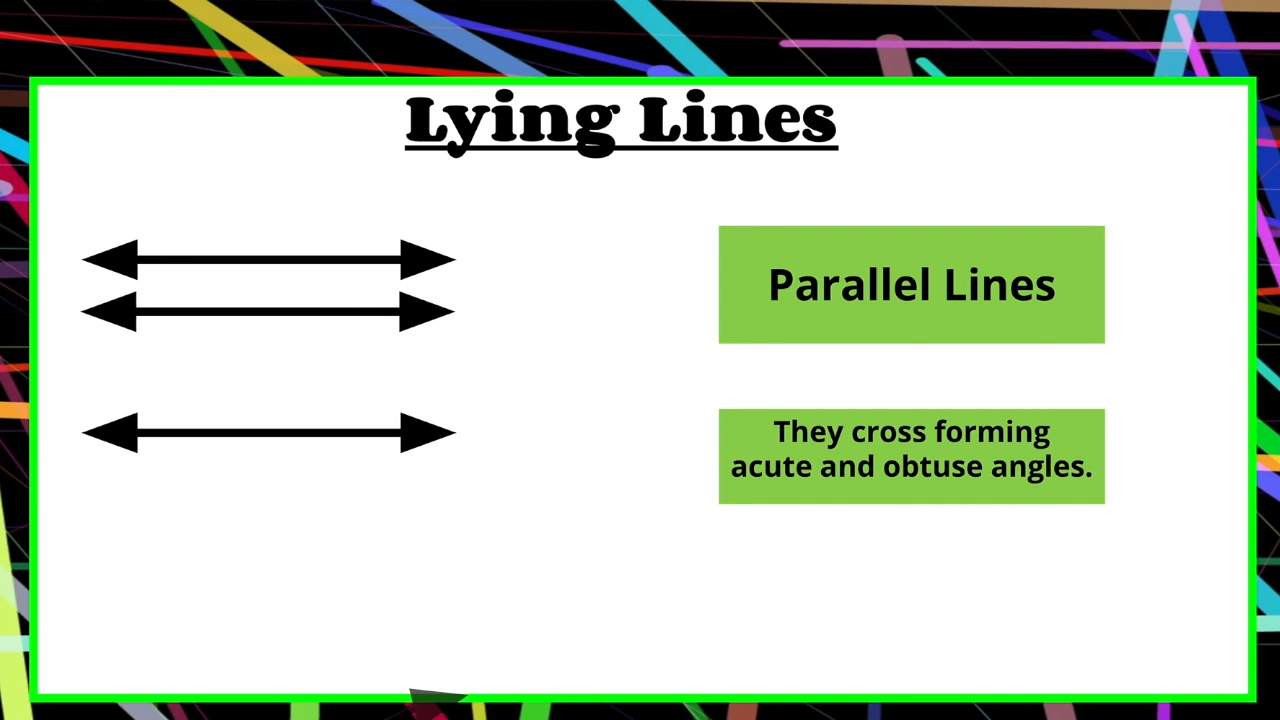 Lying Lines
Parallel Lines
They cross forming
acute and obtuse angles.